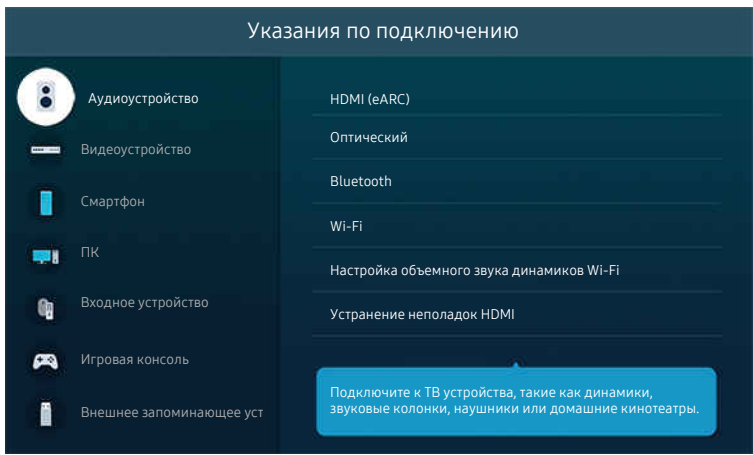 Указания по подключению
Аудиоустройство
Видеоустройство
Смартфон
ПК
Входное устройство
Игровая консоль
Внешнее запоминающее уст
HDMI (eARC)
Оптический
Bluetooth
Wi-Fi
Настройка объемного звука динамиков Wi-Fi
Устранение неполадок HDMI
Подключите к ТВ устройства, такие как динамики,
звуковые колонки, наушники или домашние кинотеатры.